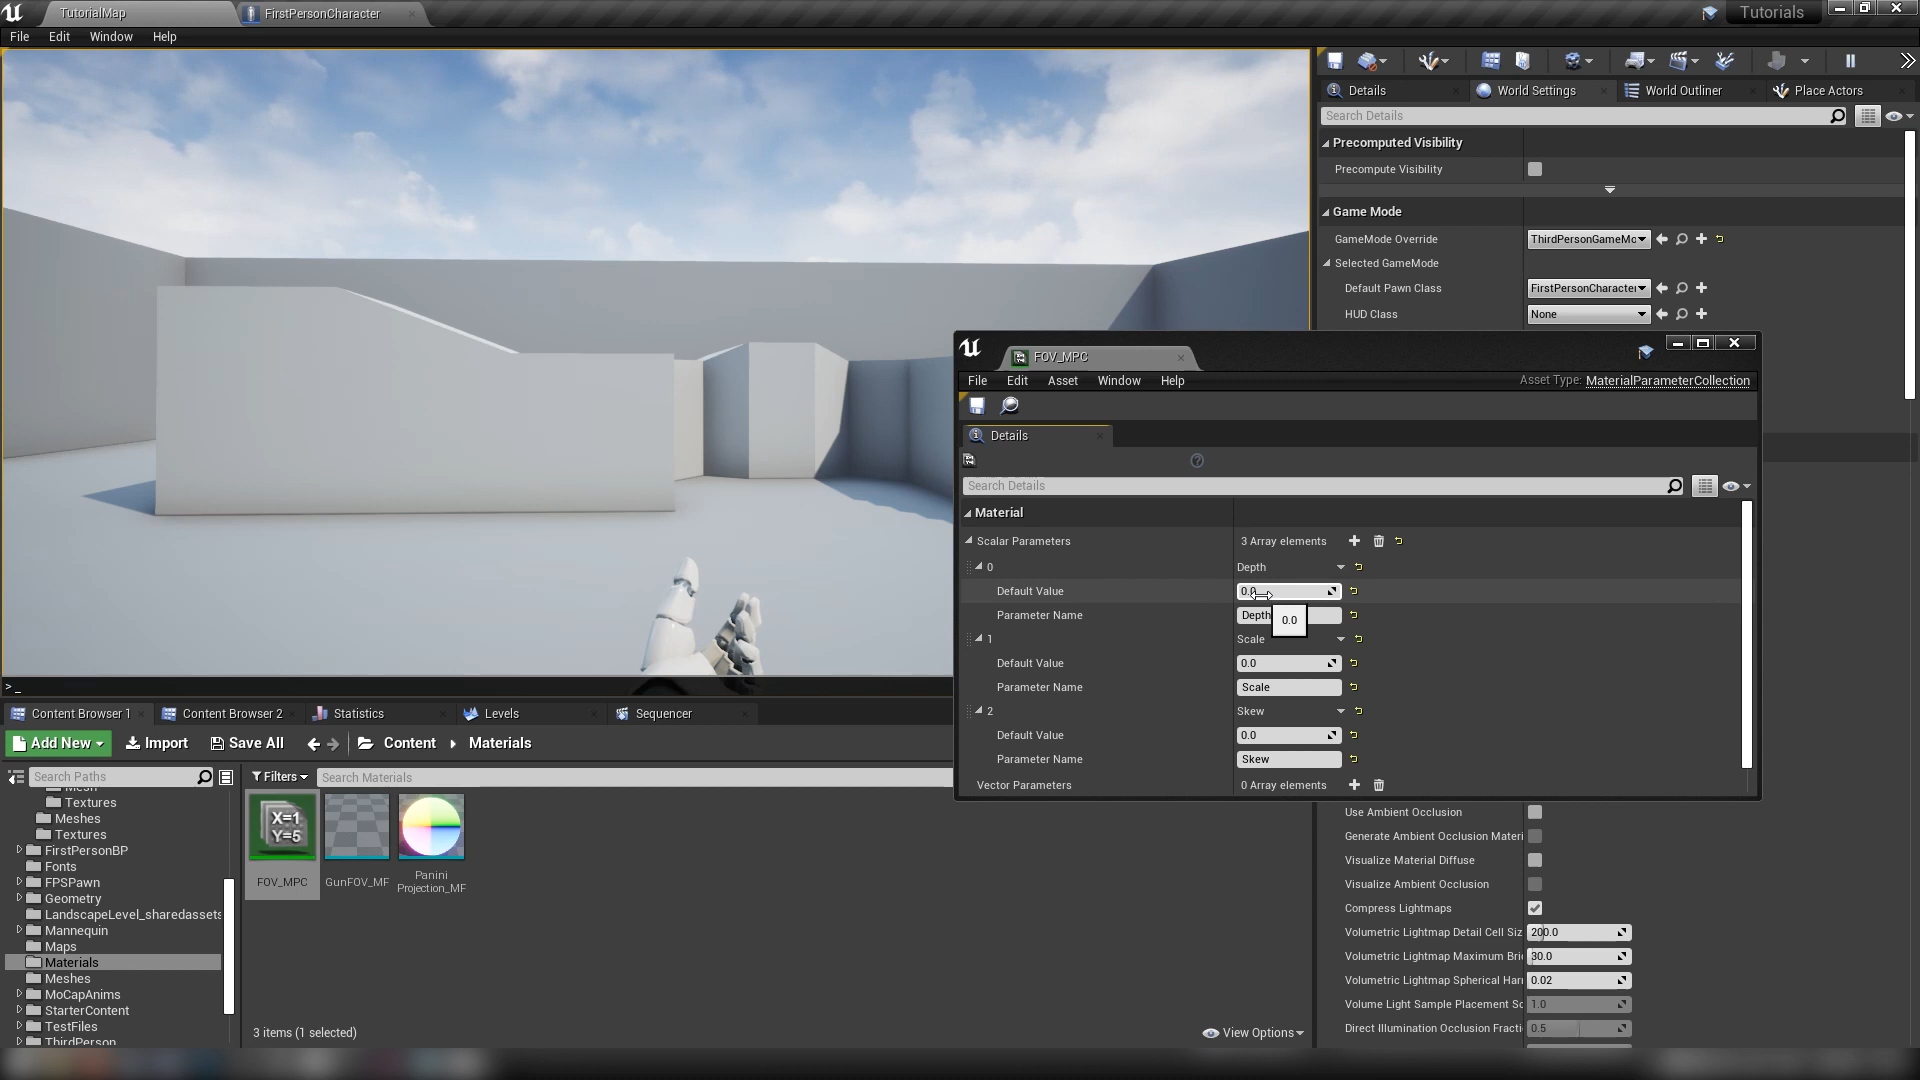 TutorialMap
FirstPersonCharacter
Tutorials
File Edit Window Help
Details
World Settings
World Outliner
Place Actors
Search Details
Precomputed Visibility
Precompute Visibility
Game Mode
GameMode Override
ThirdPersonGameMo
Selected GameMode
Default Pawn Class
FirstPersonCharacter
HUD Class
None
FOV_MPC
File Edit Asset Window Help
Asset Type: MaterialParameterCollection
Details
Search Details
Material
Scalar Parameters 3 Array elements
0 Depth
Default Value 0.0
Parameter Name Depth
0.0
1 Scale
Default Value 0.0
Parameter Name Scale
2 Skew
Default Value 0.0
Parameter Name Skew
Vector Parameters 0 Array elements
>_
Content Browser 1
Content Browser 2
Statistics
Levels
Sequencer
Add New
Import
Save All
Content
Materials
Search Paths
Filters
Search Materials
Textures
Meshes
Textures
FirstPersonBP
Fonts
FPSPawn
Geometry
LandscapeLevel_sharedassets
Mannequin
Maps
Materials
Meshes
MoCapAnims
StarterContent
TestFiles
ThirdPerson
X=1
Y=5
FOV_MPC
GunFOV_MF
Panini
Projection_MF
3 items (1 selected)
View Options
Use Ambient Occlusion
Generate Ambient Occlusion Materi
Visualize Material Diffuse
Visualize Ambient Occlusion
Compress Lightmaps
Volumetric Lightmap Detail Cell Siz 200.0
Volumetric Lightmap Maximum Bri 30.0
Volumetric Lightmap Spherical Har 0.02
Volume Light Sample Placement Sc 1.0
Direct Illumination Occlusion Fracti 0.5